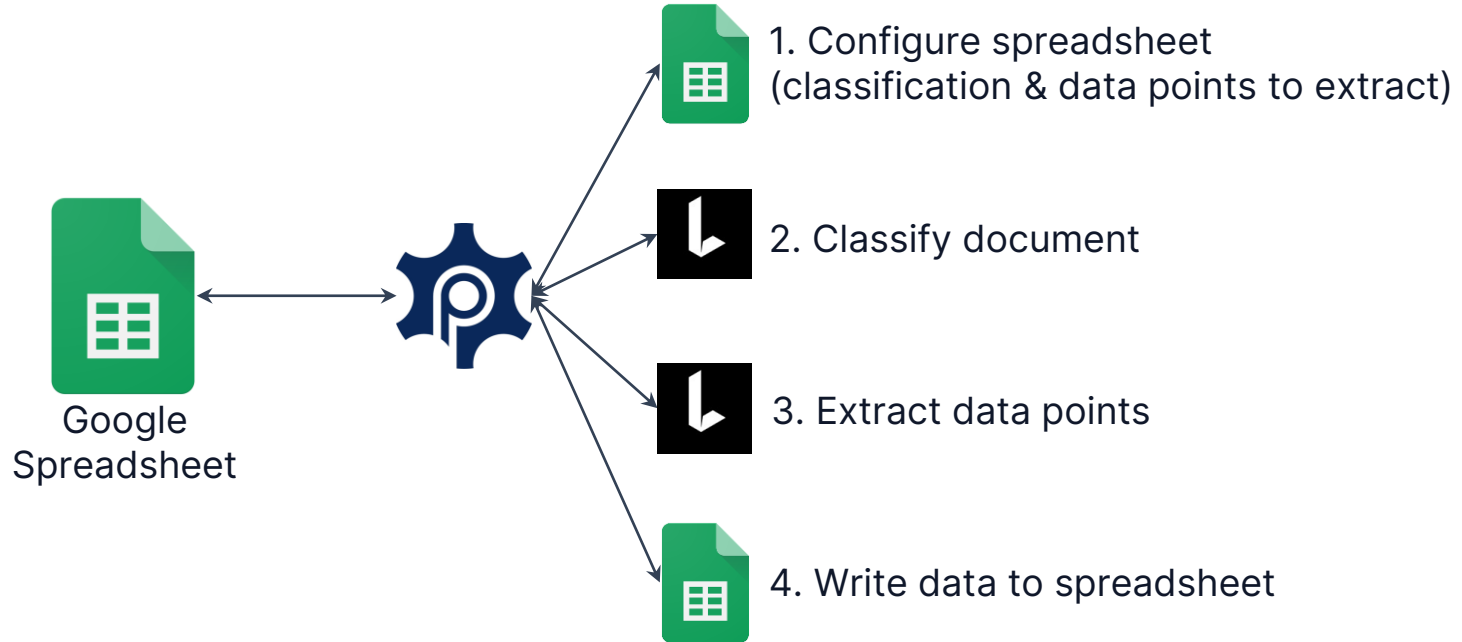 1. Configure spreadsheet
(classification & data points to extract)
2. Classify document
Google
Spreadsheet
3. Extract data points
4. Write data to spreadsheet